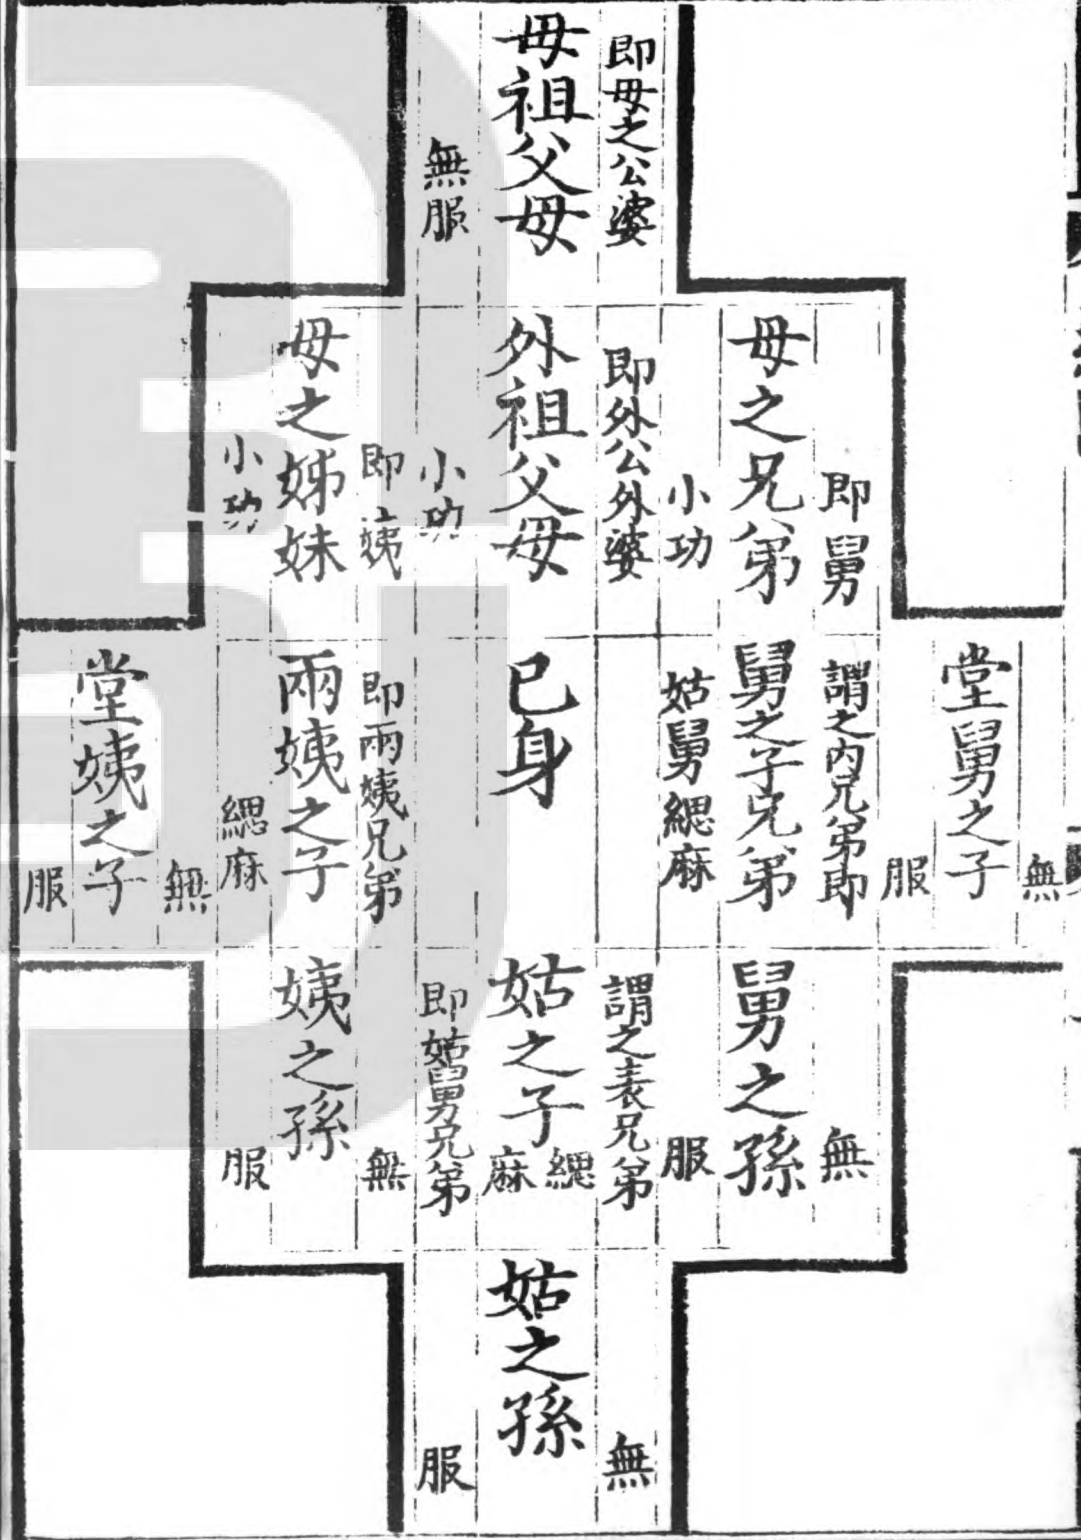 即母之公婆
母祖父母
無服
即舅
母之兄弟
小功
即外公外婆
外祖父母
小功
即姨
母之姊妹
小功
無
堂舅之子
服
謂之內兄弟即
舅之子兄弟
姑舅緦麻
已身
即兩姨兄弟
兩姨之子
緦麻
無
堂姨之子
服
無
舅之孫
服
謂之表兄弟
姑之子
緦麻
即姑舅兄弟
無
姨之孫
服
無
姑之孫
服